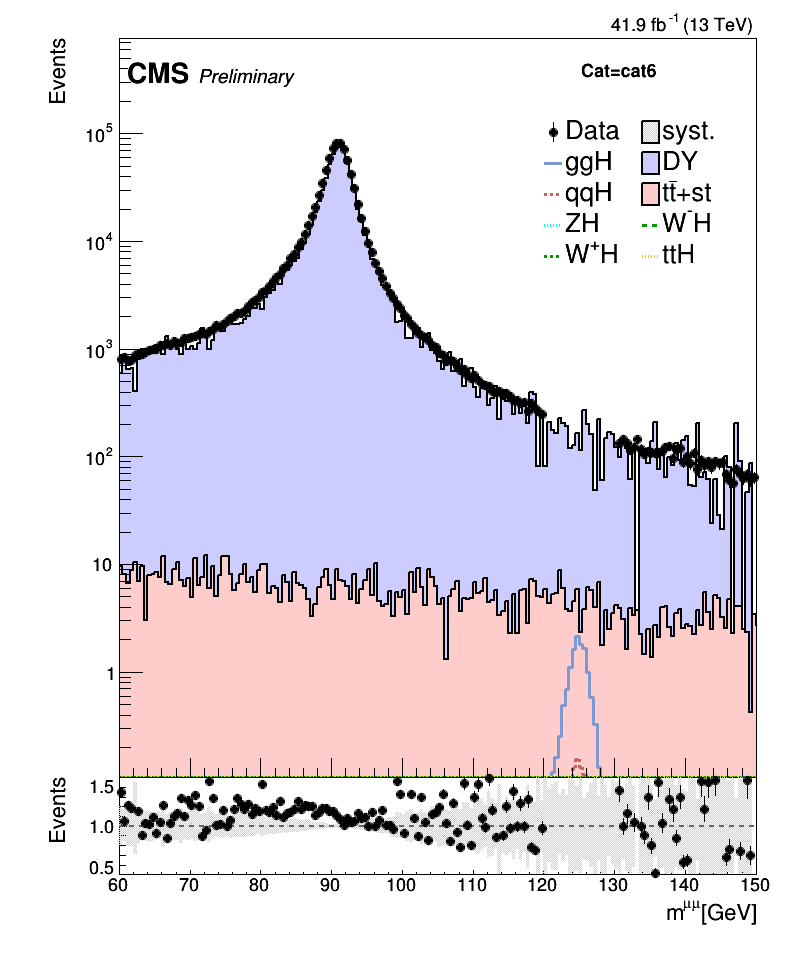 41.9 fb⁻¹ (13 TeV)
Events
CMS Preliminary
Cat=cat6
Data syst.
ggH DY
qqH tt̄+st
ZH W⁻H
W⁺H ttH
10⁵
10⁴
10³
10²
10
1
Events
1.5
1.0
0.5
60 70 80 90 100 110 120 130 140 150
m^μμ[GeV]